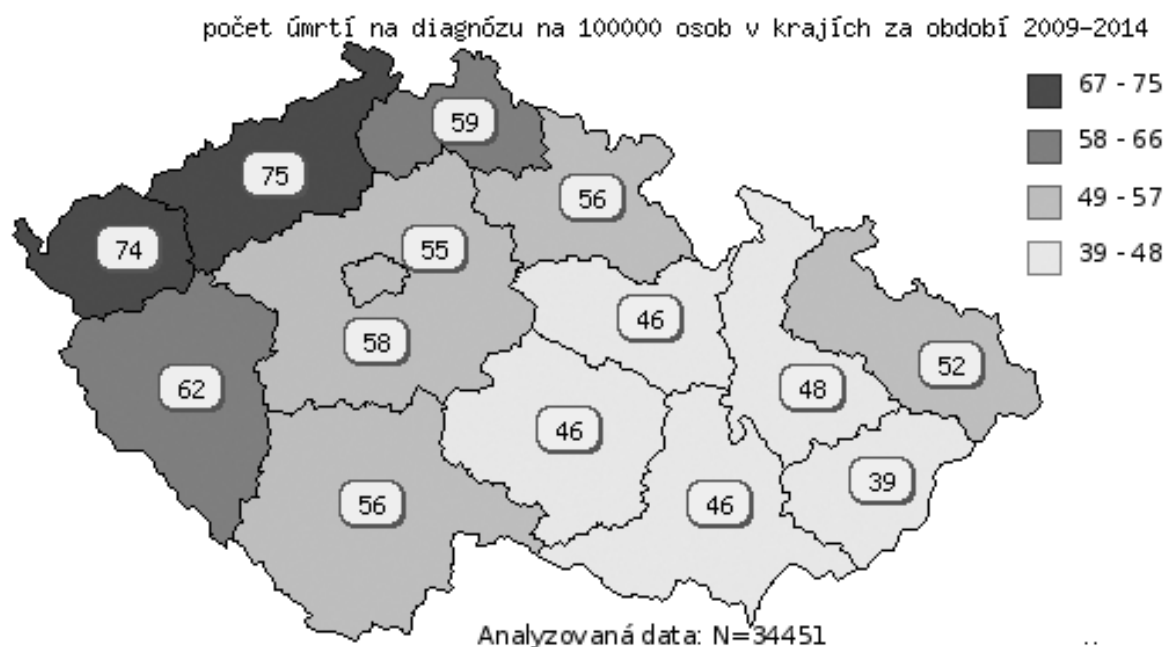 počet úmrtí na diagnózu na 100000 osob v krajích za období 2009–2014
67 - 75
58 - 66
49 - 57
39 - 48
59
75
56
74
55
46
58
52
62
48
46
39
56
46
Analyzovaná data: N=34451
..